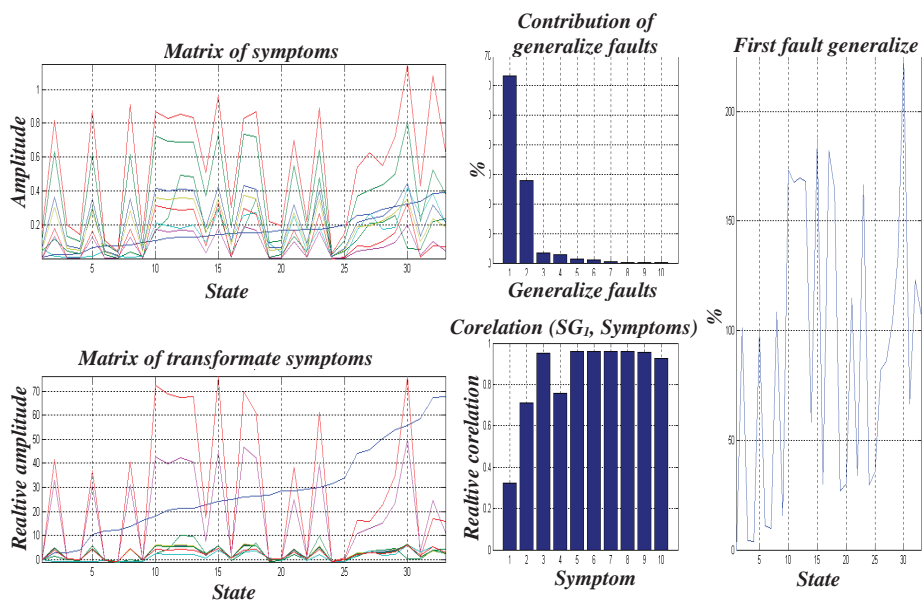 Matrix of symptoms
Amplitude
1
0.8
0.6
0.4
0.2
5 10 15 20 25 30
State
Contribution of
generalize faults
%
1 2 3 4 5 6 7 8 9 10
Generalize faults
First fault generalize
%
200
150
100
50
0
5 10 15 20 25 30
State
Matrix of transformate symptoms
Realtive amplitude
70
60
50
40
30
20
10
0
5 10 15 20 25 30
State
Corelation (SG1, Symptoms)
Realtive corelation
1
0.8
0.6
0.4
0.2
0
1 2 3 4 5 6 7 8 9 10
Symptom